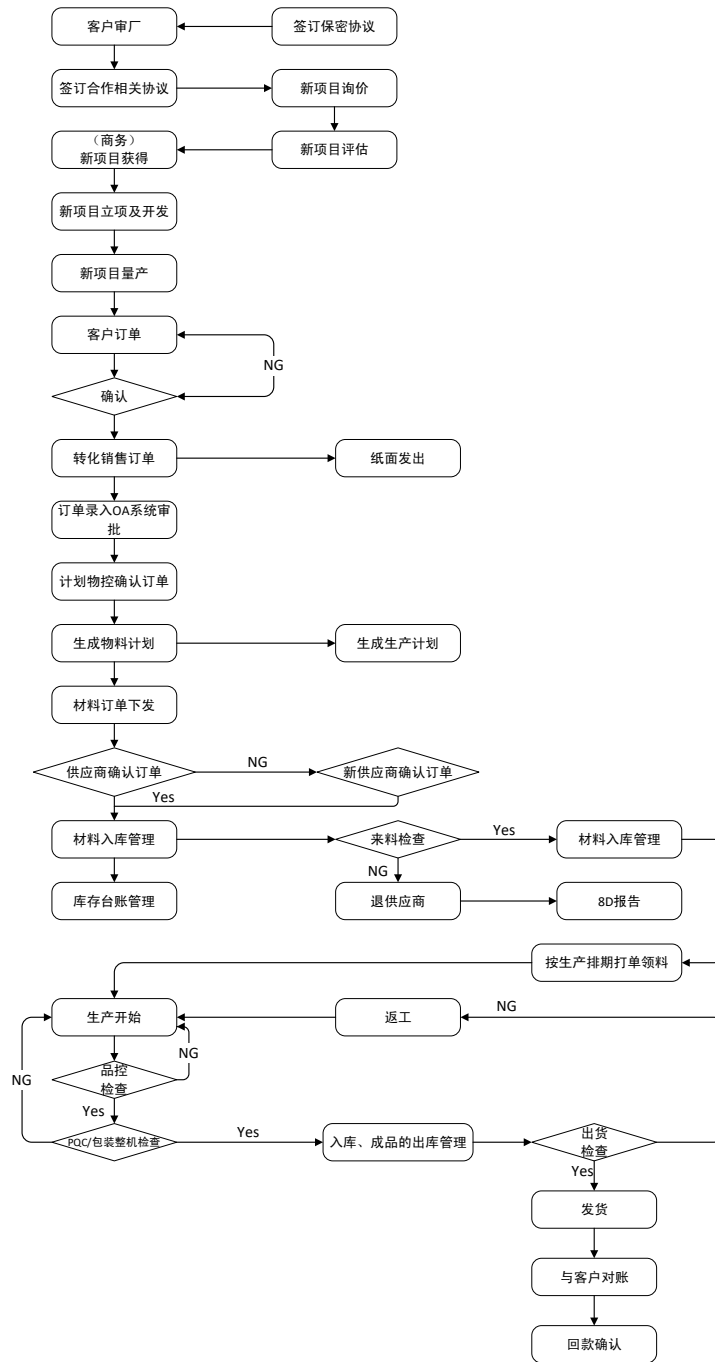 客户审厂
签订保密协议
签订合作相关协议
新项目询价
（商务）
新项目获得
新项目评估
新项目立项及开发
新项目量产
客户订单
NG
确认
转化销售订单
纸面发出
订单录入OA系统审
批
计划物控确认订单
生成物料计划
生成生产计划
材料订单下发
供应商确认订单
NG
新供应商确认订单
Yes
材料入库管理
来料检查
Yes
材料入库管理
NG
库存台账管理
退供应商
8D报告
按生产排期打单领料
生产开始
返工
NG
NG
品控
检查
NG
Yes
PQC/包装整机检查
Yes
入库、成品的出库管理
出货
检查
Yes
发货
与客户对账
回款确认